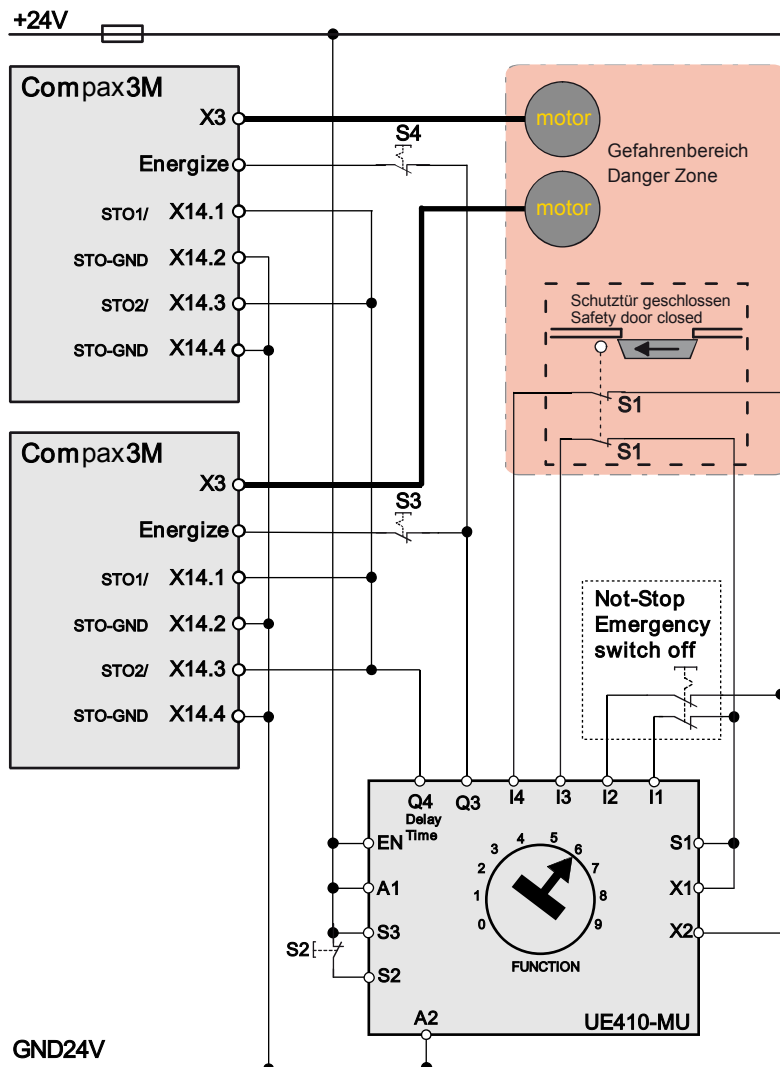 +24V
Compax3M
X3
Energize
STO1/ X14.1
STO-GND X14.2
STO2/ X14.3
STO-GND X14.4
S4
motor
motor
Gefahrenbereich
Danger Zone
Schutztür geschlossen
Safety door closed
S1
S1
Compax3M
X3
Energize
STO1/ X14.1
STO-GND X14.2
STO2/ X14.3
STO-GND X14.4
S3
Not-Stop
Emergency
switch off
Q4 Q3 I4 I3 I2 I1
Delay
Time
EN
A1
S3
S2
S2
0 1 2 3 4 5 6 7 8 9
FUNCTION
S1
X1
X2
A2
UE410-MU
GND24V